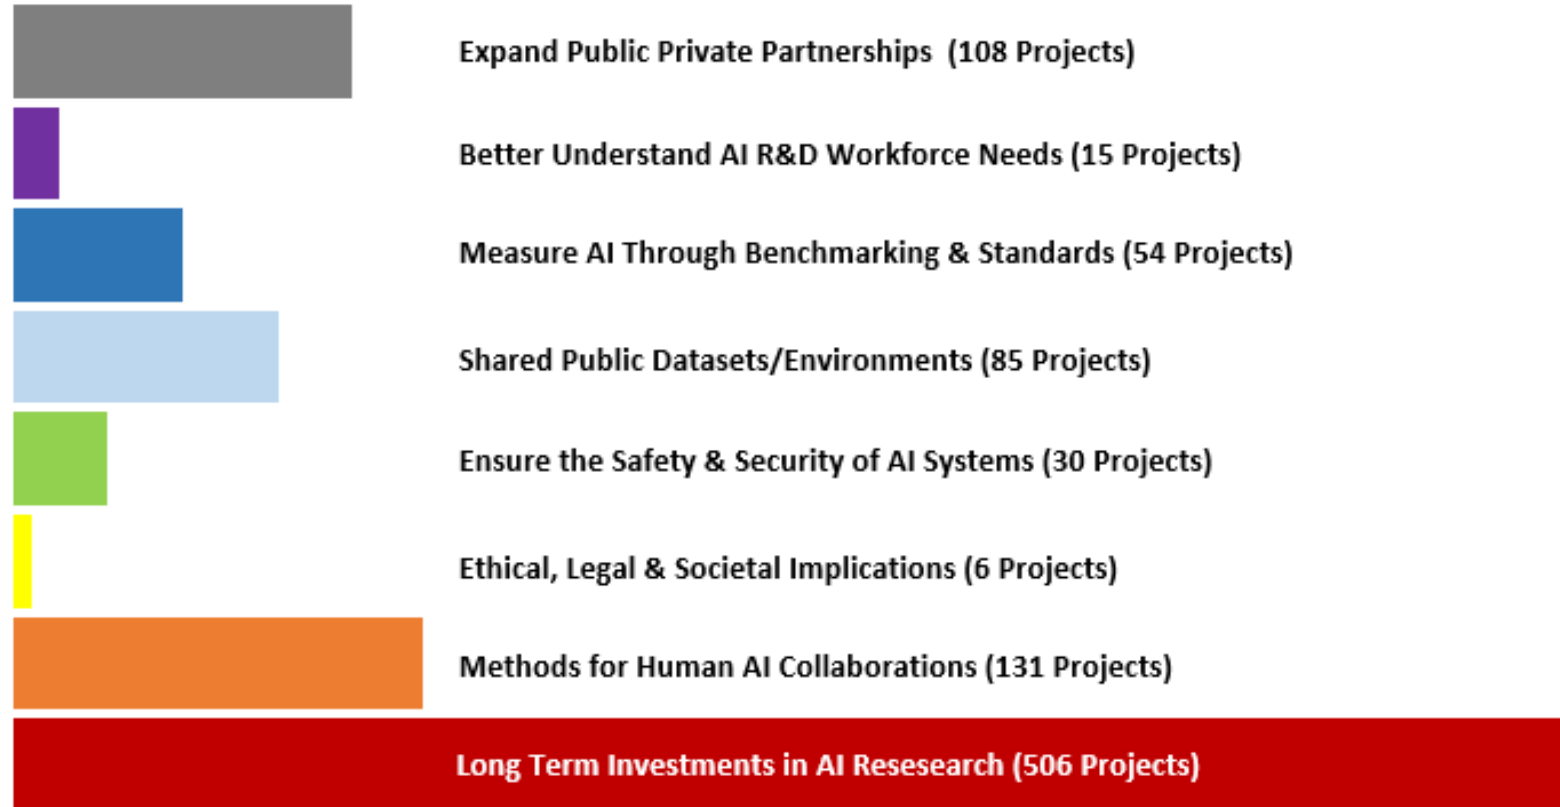 Expand Public Private Partnerships (108 Projects)
Better Understand AI R&D Workforce Needs (15 Projects)
Measure AI Through Benchmarking & Standards (54 Projects)
Shared Public Datasets/Environments (85 Projects)
Ensure the Safety & Security of AI Systems (30 Projects)
Ethical, Legal & Societal Implications (6 Projects)
Methods for Human AI Collaborations (131 Projects)
Long Term Investments in AI Resesearch (506 Projects)